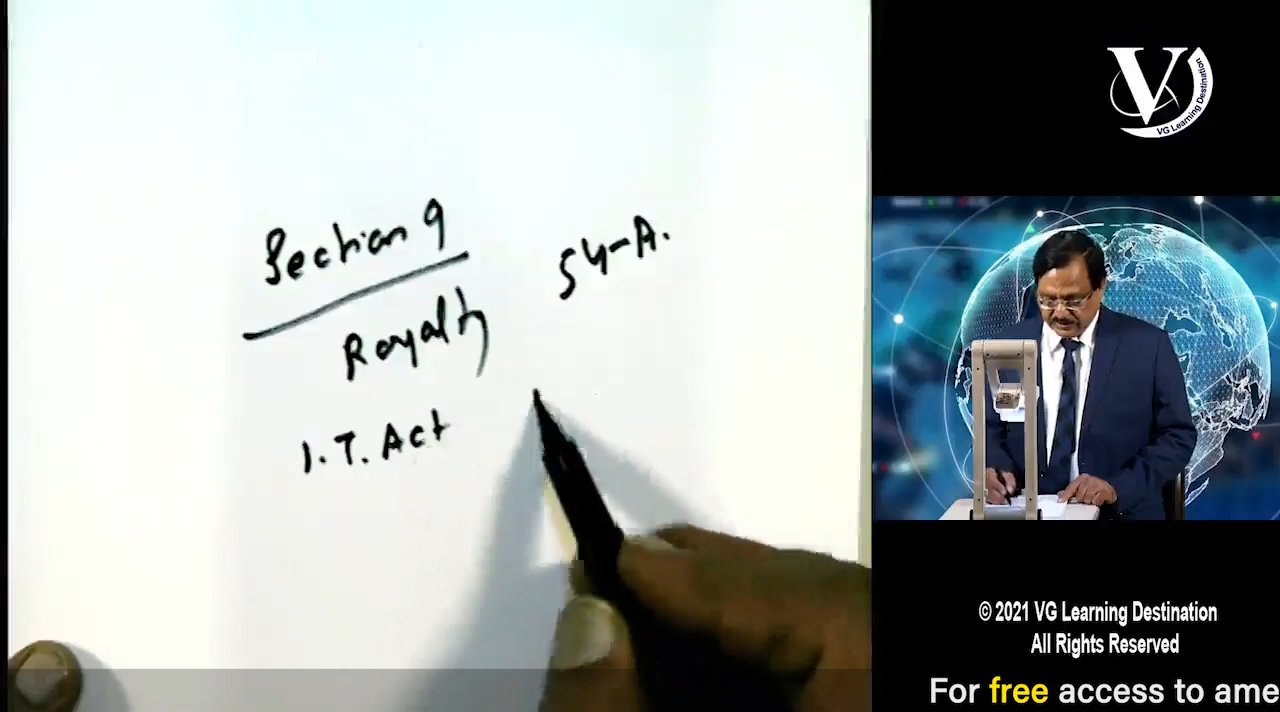 Section 9
Royalty
I.T. Act
54-A.
V
VG Learning Destination
© 2021 VG Learning Destination
All Rights Reserved
For free access to ame